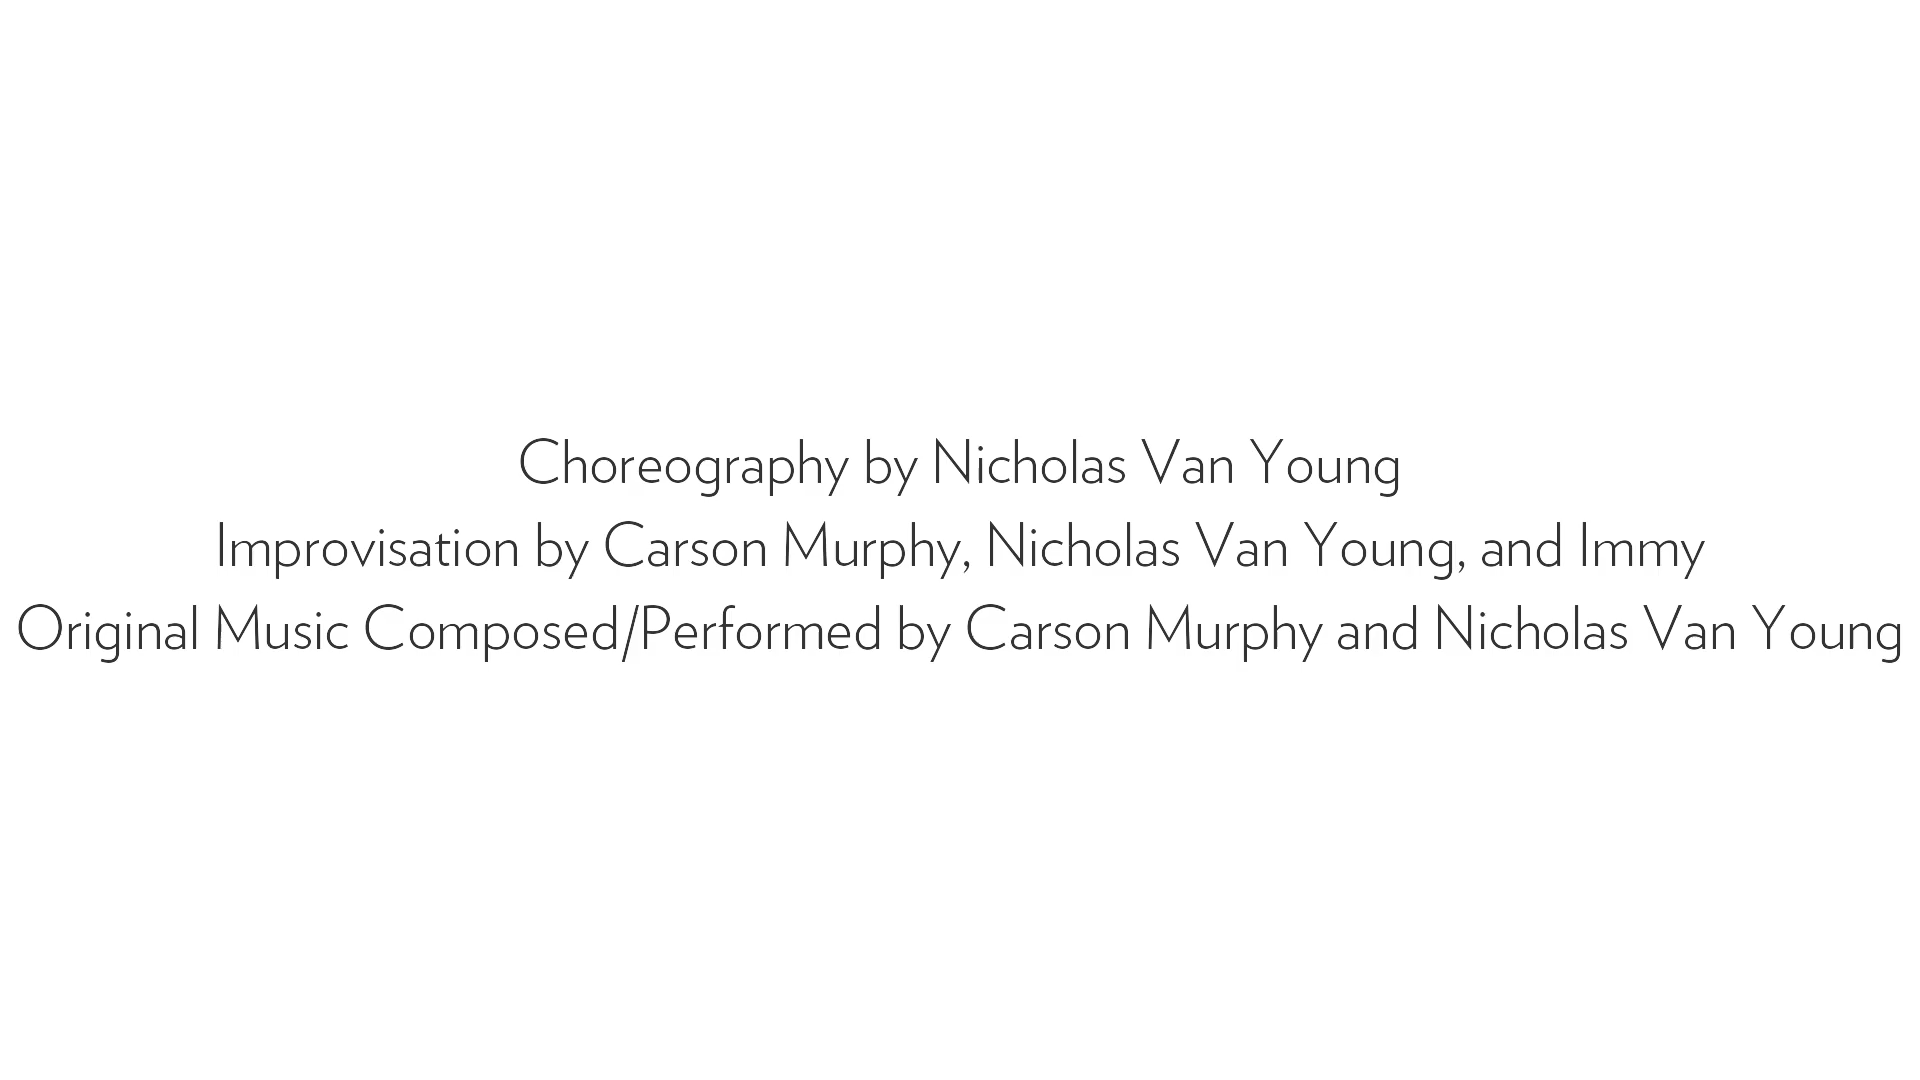 Choreography by Nicholas Van Young
Improvisation by Carson Murphy, Nicholas Van Young, and Immy
Original Music Composed/Performed by Carson Murphy and Nicholas Van Young